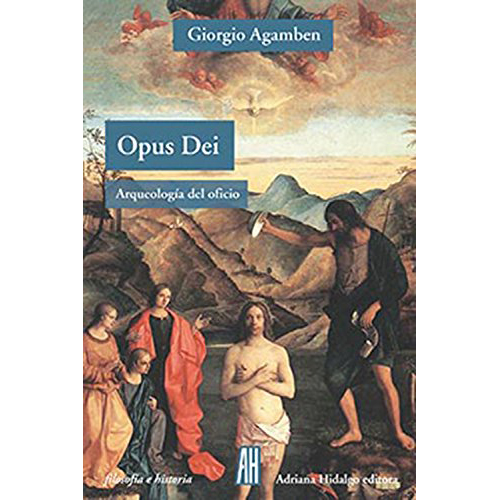 Giorgio Agamben
Opus Dei
Arqueología del oficio
filosofía e historia
AH
Adriana Hidalgo editora